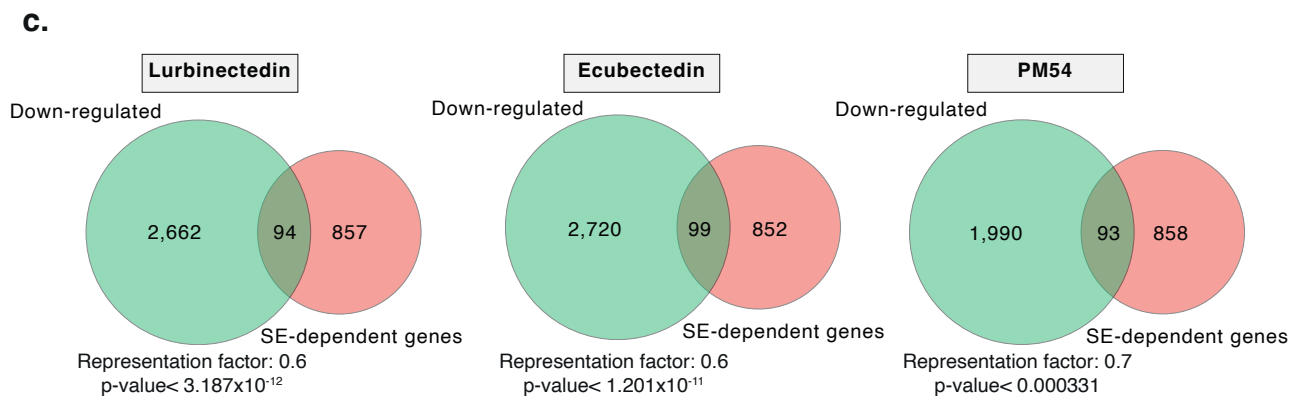 c.
Lurbinectedin
Down-regulated
2,662
94
857
SE-dependent genes
Representation factor: 0.6
p-value< 3.187x10⁻¹²
Ecubectedin
Down-regulated
2,720
99
852
SE-dependent genes
Representation factor: 0.6
p-value< 1.201x10⁻¹¹
PM54
Down-regulated
1,990
93
858
SE-dependent genes
Representation factor: 0.7
p-value< 0.000331